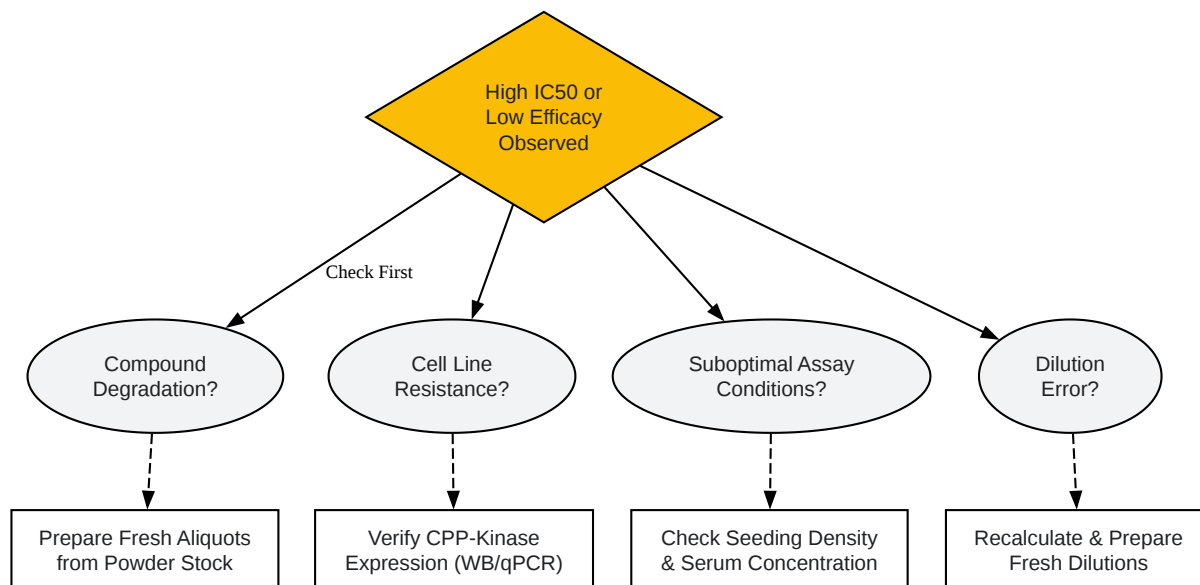 High IC50 or
Low Efficacy
Observed
Check First
Compound
Degradation?
Cell Line
Resistance?
Suboptimal Assay
Conditions?
Dilution
Error?
Prepare Fresh Aliquots
from Powder Stock
Verify CPP-Kinase
Expression (WB/qPCR)
Check Seeding Density
& Serum Concentration
Recalculate & Prepare
Fresh Dilutions